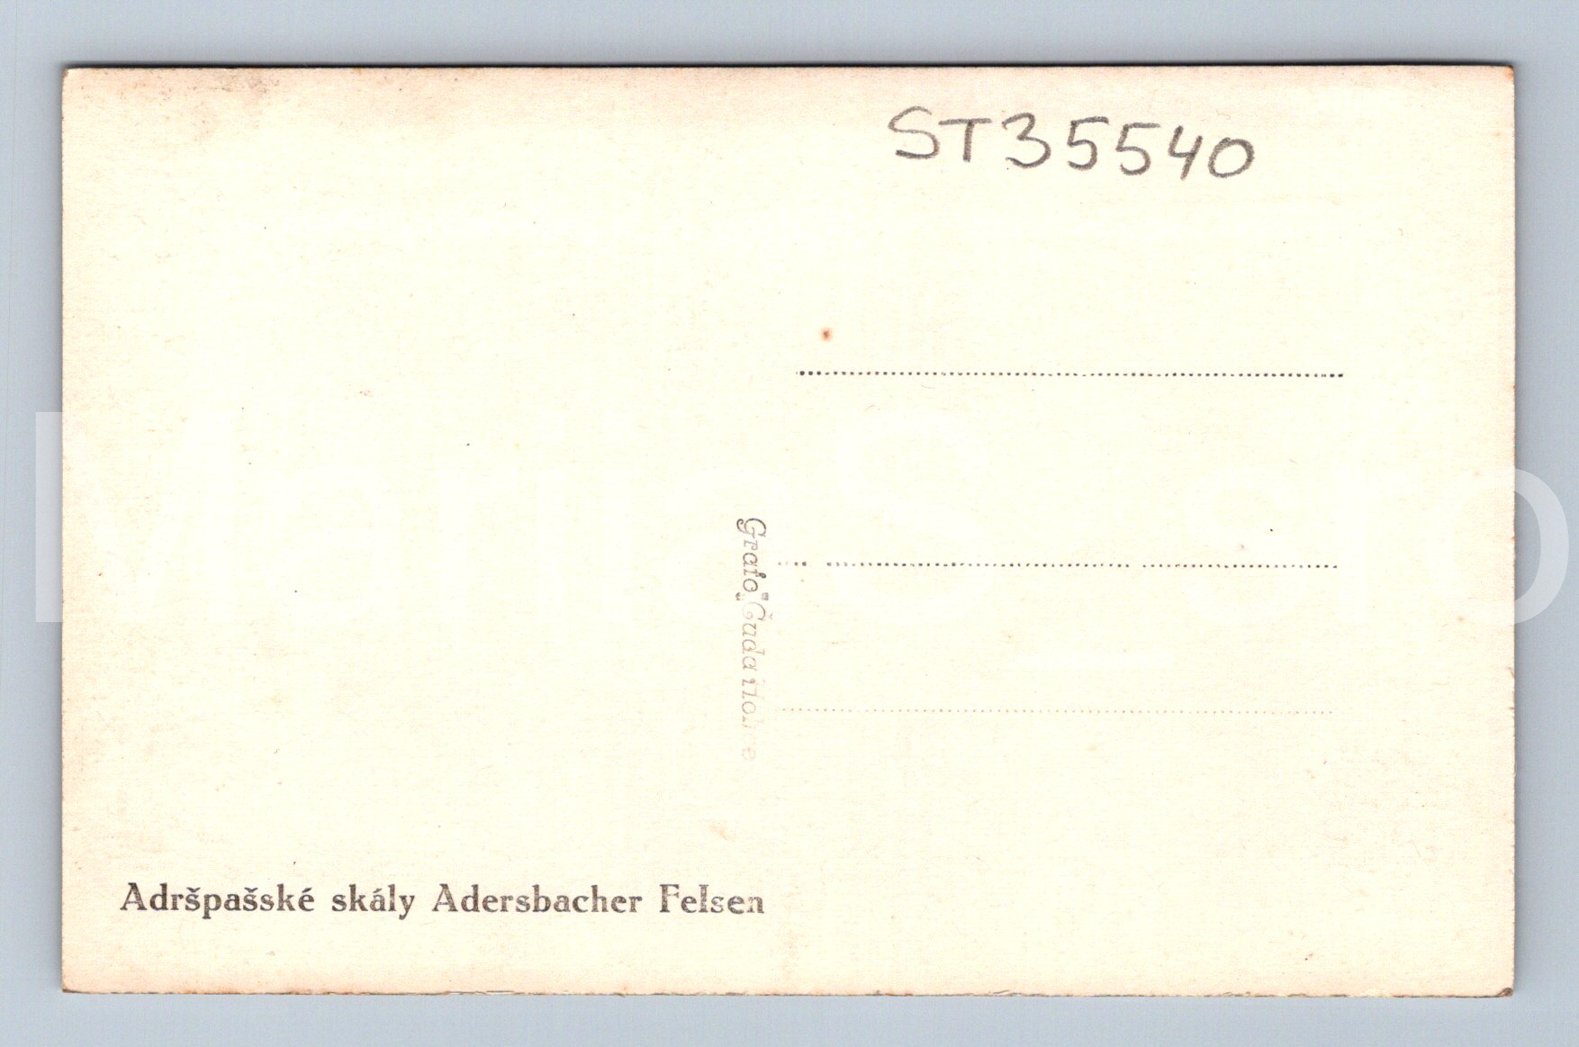 ST35540
Grafo „Čuda Holice
Adršpašské skály Adersbacher Felsen